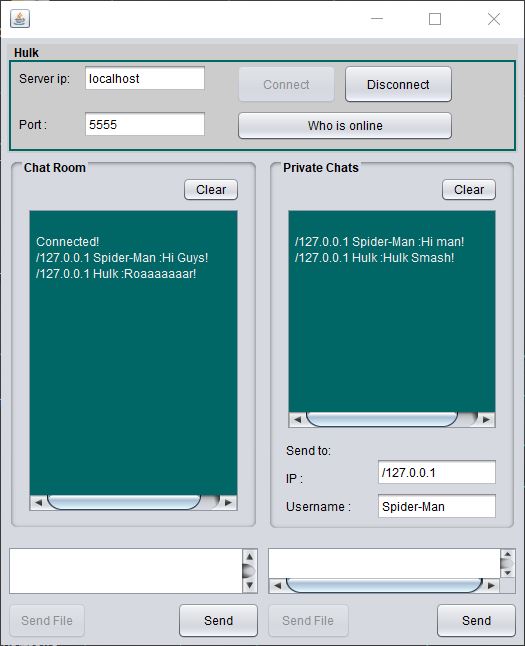 Hulk
Server ip: localhost Connect Disconnect
Port : 5555 Who is online
Chat Room
Clear
Connected!
/127.0.0.1 Spider-Man :Hi Guys!
/127.0.0.1 Hulk :Roaaaaaaar!
Private Chats
Clear
/127.0.0.1 Spider-Man :Hi man!
/127.0.0.1 Hulk :Hulk Smash!
Send to:
IP : /127.0.0.1
Username : Spider-Man
Send File Send Send File Send